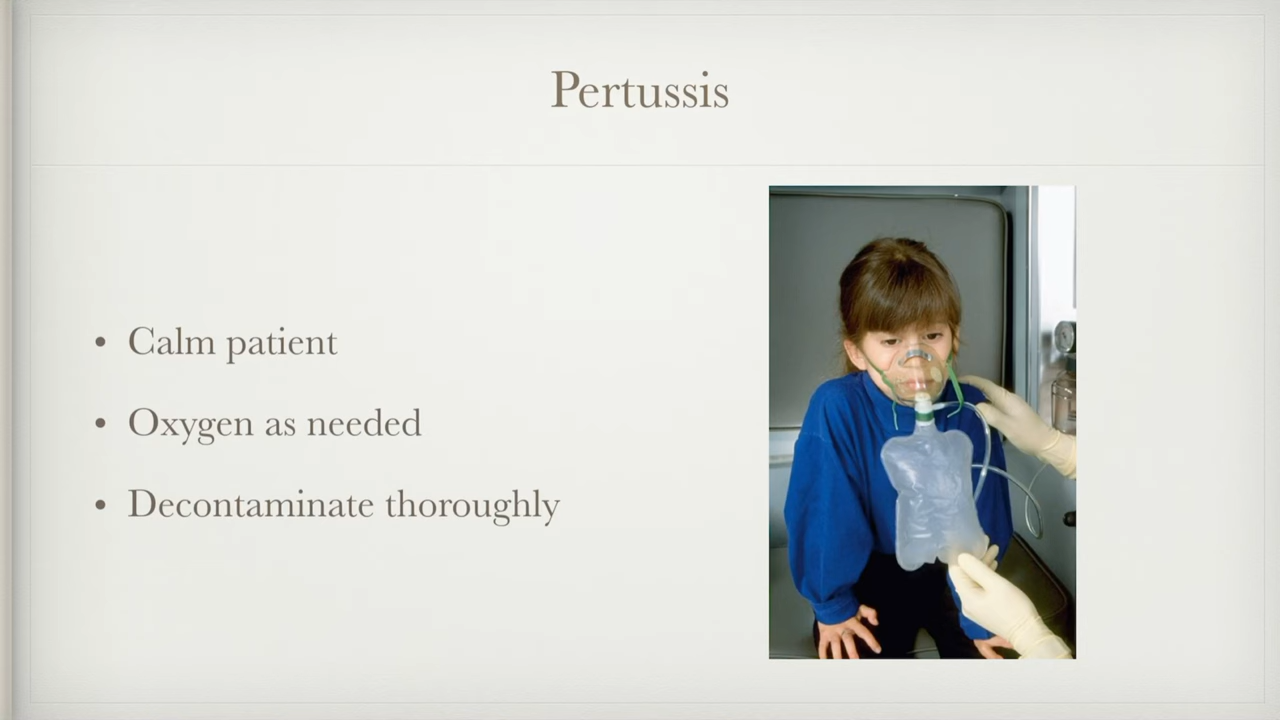 Pertussis
• Calm patient
• Oxygen as needed
• Decontaminate thoroughly